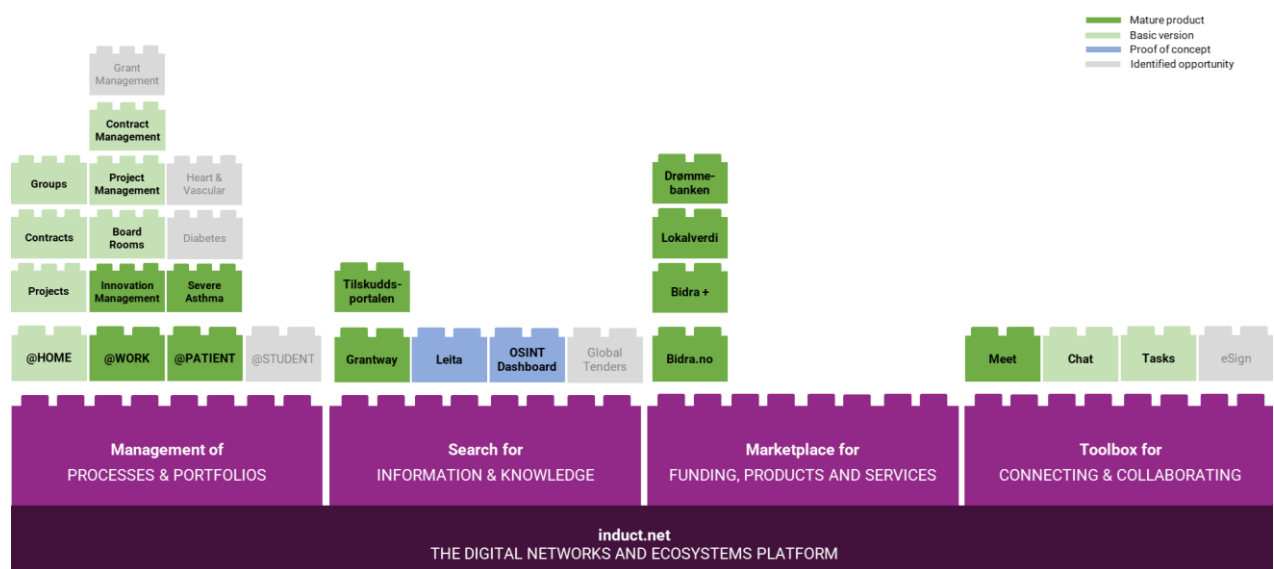 Mature product
Basic version
Proof of concept
Identified opportunity
Grant
Management
Contract
Management
Groups
Project
Management
Heart &
Vascular
Drømme-
banken
Contracts
Board
Rooms
Diabetes
Lokalverdi
Projects
Innovation
Management
Severe
Asthma
Tilskudds-
portalen
Bidra +
@HOME
@WORK
@PATIENT
@STUDENT
Grantway
Leita
OSINT
Dashboard
Global
Tenders
Bidra.no
Meet
Chat
Tasks
eSign
Management of
PROCESSES & PORTFOLIOS
Search for
INFORMATION & KNOWLEDGE
Marketplace for
FUNDING, PRODUCTS AND SERVICES
Toolbox for
CONNECTING & COLLABORATING
induct.net
THE DIGITAL NETWORKS AND ECOSYSTEMS PLATFORM